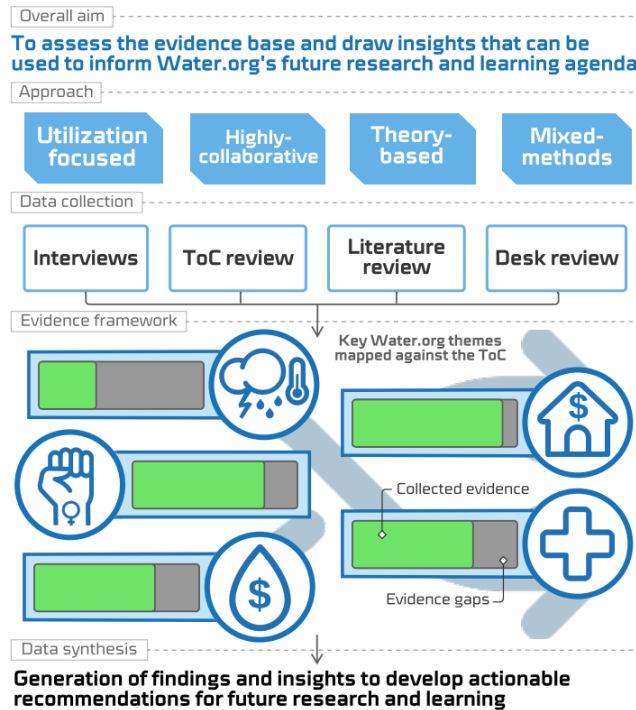 Overall aim
To assess the evidence base and draw insights that can be
used to inform Water.org's future research and learning agenda
Approach
Utilization
focused
Highly-
collaborative
Theory-
based
Mixed-
methods
Data collection
Interviews
ToC review
Literature
review
Desk review
Evidence framework
Key Water.org themes
mapped against the ToC
$
Collected evidence
$
Evidence gaps
Data synthesis
Generation of findings and insights to develop actionable
recommendations for future research and learning